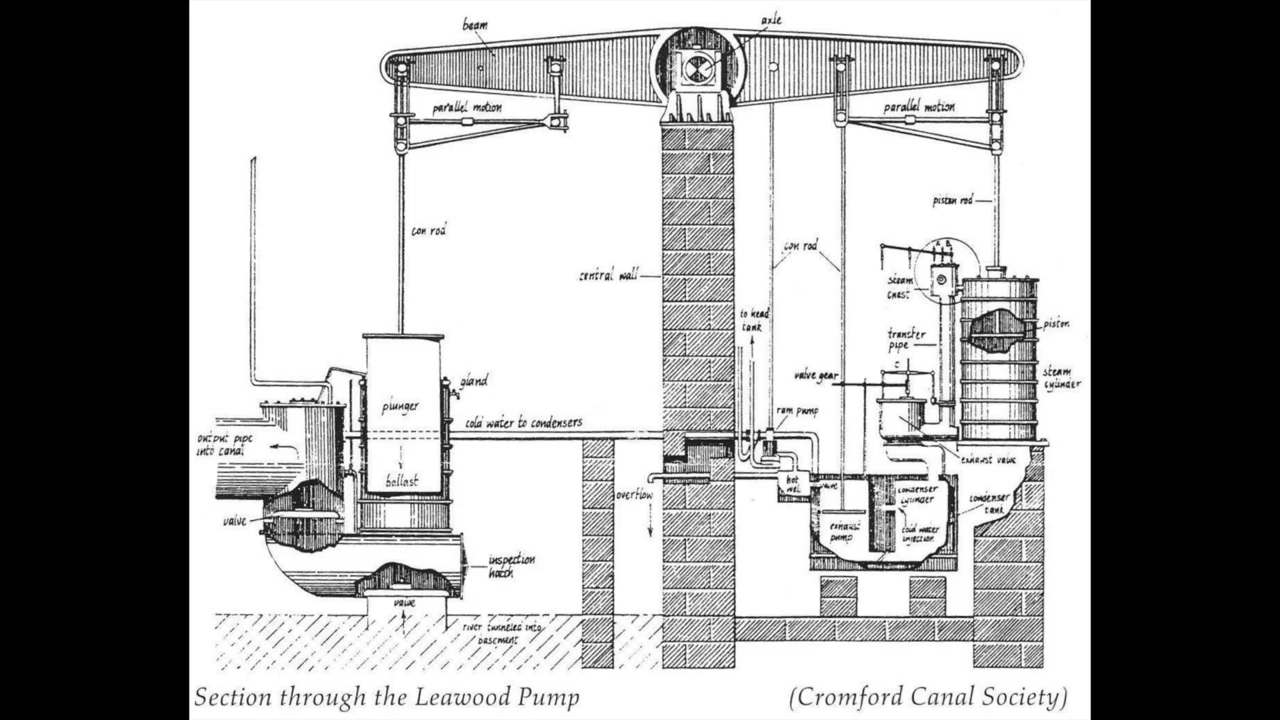 beam
axle
parallel motion
parallel motion
con rod
piston rod
con rod
central wall
steam
chest
to head
tank
piston
transfer
pipe
steam
cylinder
valve gear
C
gland
plunger
ram pump
cold water to condensers
output pipe
into canal
exhaust valve
ballast
overflow
hot
well
valve
condenser
cylinder
condenser
tank
valve
exhaust
pump
cold water
injection
inspection
hatch
valve
river tunneled into
basement
Section through the Leawood Pump
(Cromford Canal Society)